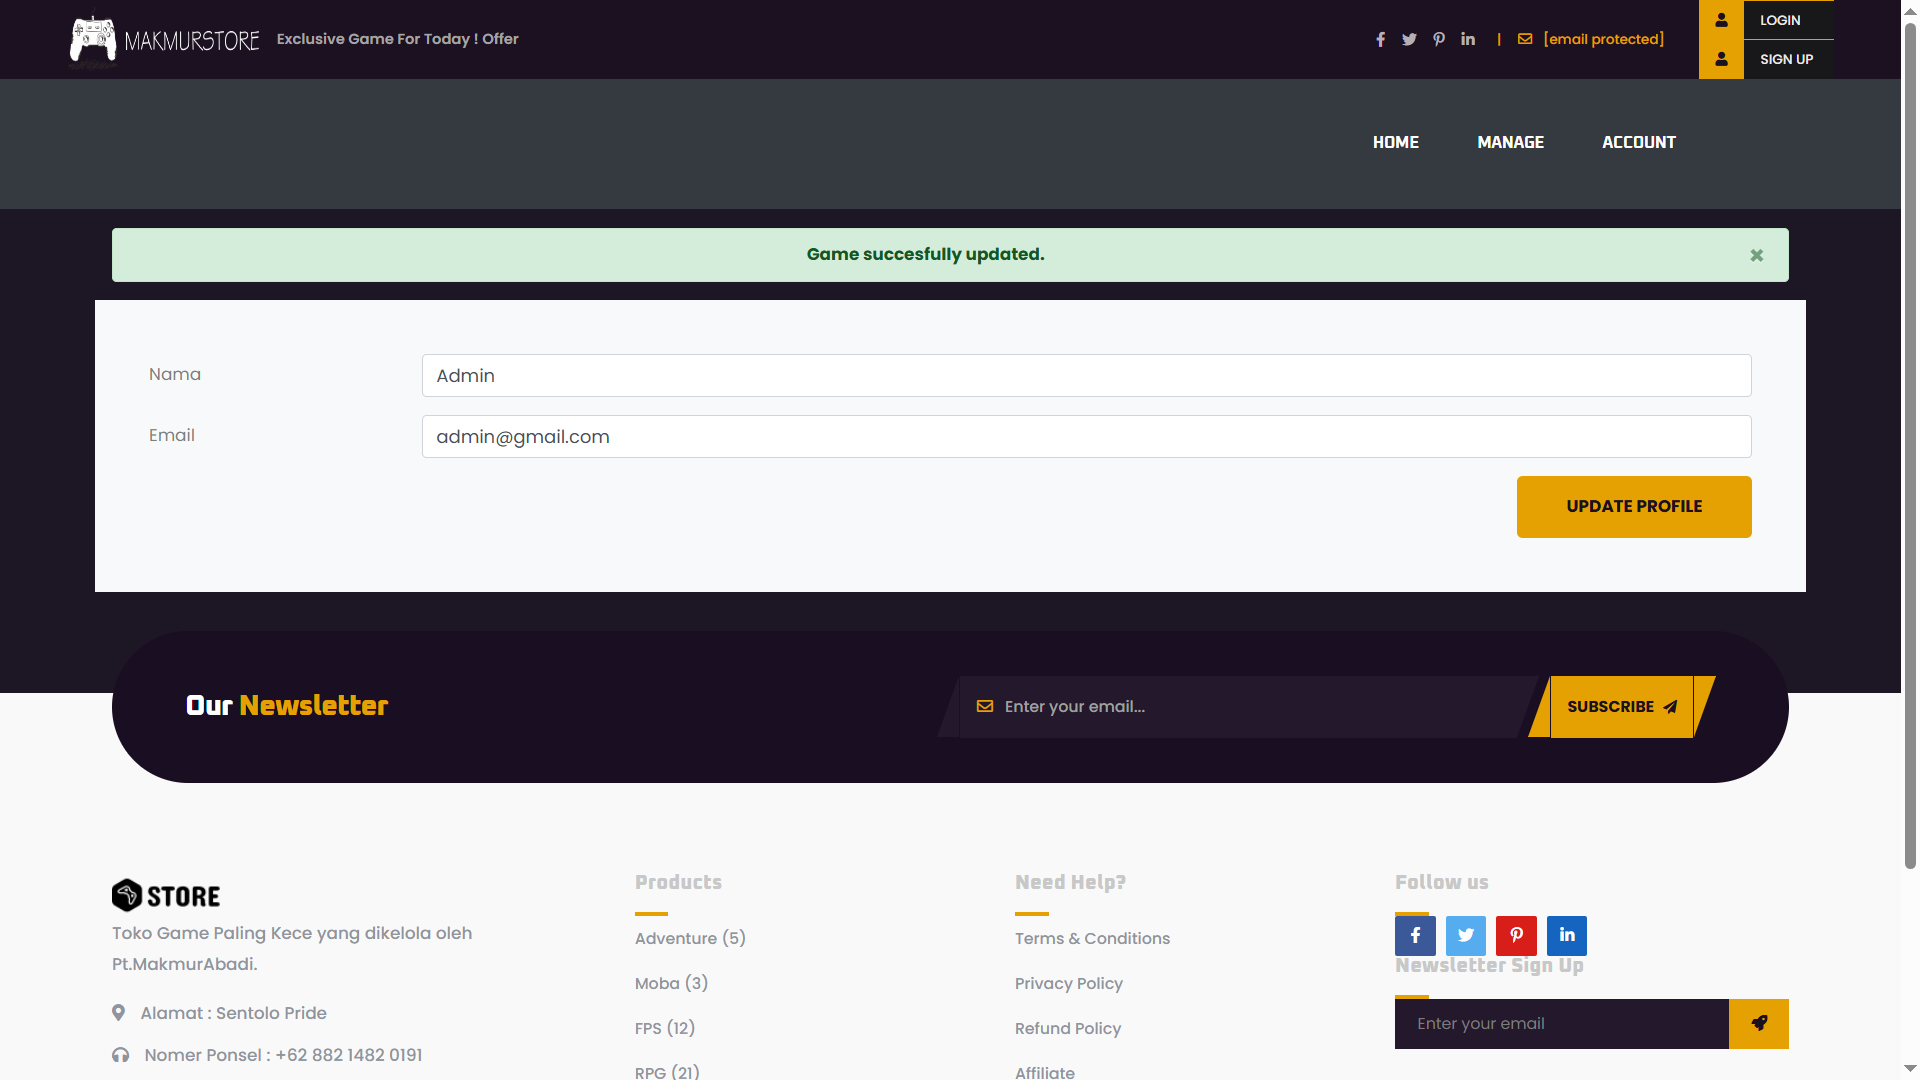 MAKMURSTORE
Exclusive Game For Today ! Offer
|
[email protected]
LOGIN
SIGN UP
HOME
MANAGE
ACCOUNT
Game succesfully updated.
×
Nama
Admin
Email
admin@gmail.com
UPDATE PROFILE
Our Newsletter
Enter your email...
SUBSCRIBE
STORE
Toko Game Paling Kece yang dikelola oleh
Pt.MakmurAbadi.
Alamat : Sentolo Pride
Nomer Ponsel : +62 882 1482 0191
Products
Adventure (5)
Moba (3)
FPS (12)
RPG (21)
Need Help?
Terms & Conditions
Privacy Policy
Refund Policy
Affiliate
Follow us
Newsletter Sign Up
Enter your email